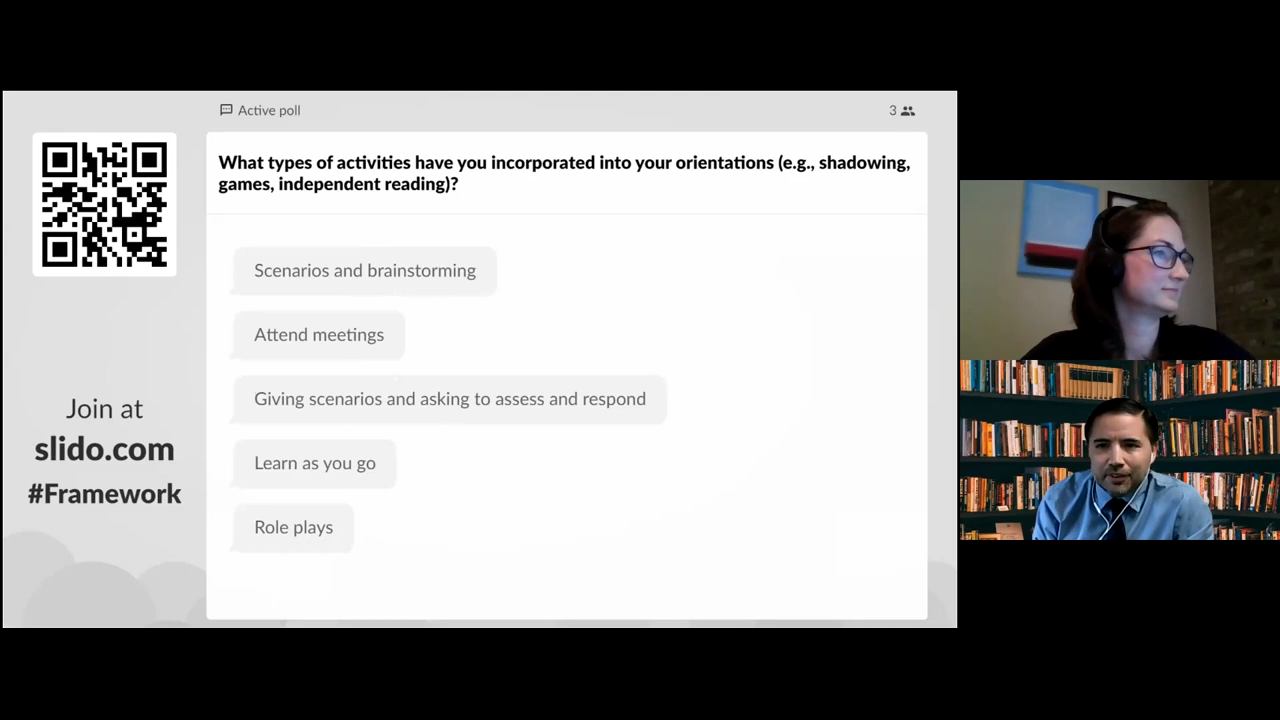 Active poll
3
What types of activities have you incorporated into your orientations (e.g., shadowing,
games, independent reading)?
Scenarios and brainstorming
Attend meetings
Giving scenarios and asking to assess and respond
Learn as you go
Role plays
Join at
slido.com
#Framework